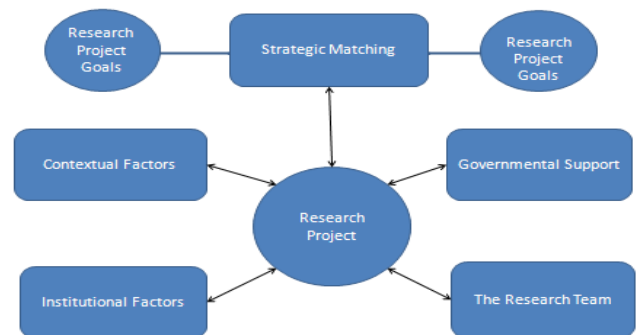 Research
Project
Goals
Strategic Matching
Research
Project
Goals
Contextual Factors
Governmental Support
Research
Project
Institutional Factors
The Research Team